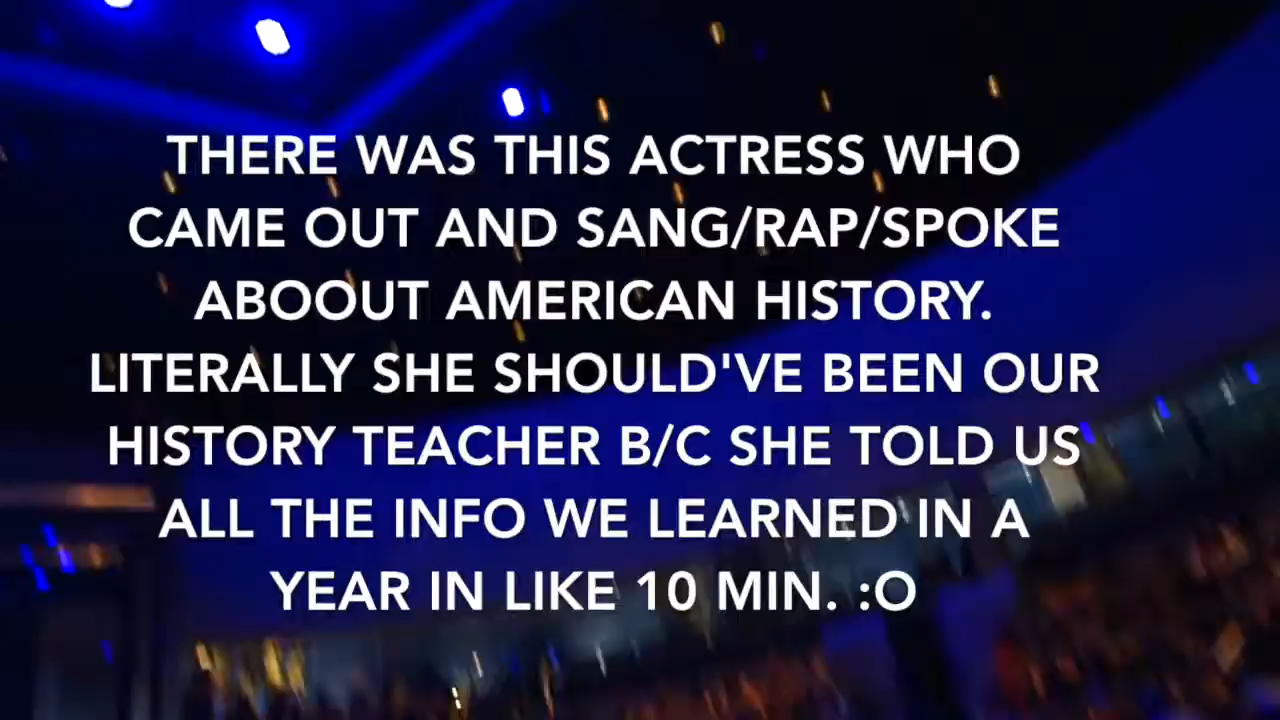 THERE WAS THIS ACTRESS WHO
CAME OUT AND SANG/RAP/SPOKE
ABOOUT AMERICAN HISTORY.
LITERALLY SHE SHOULD'VE BEEN OUR
HISTORY TEACHER B/C SHE TOLD US
ALL THE INFO WE LEARNED IN A
YEAR IN LIKE 10 MIN. :O